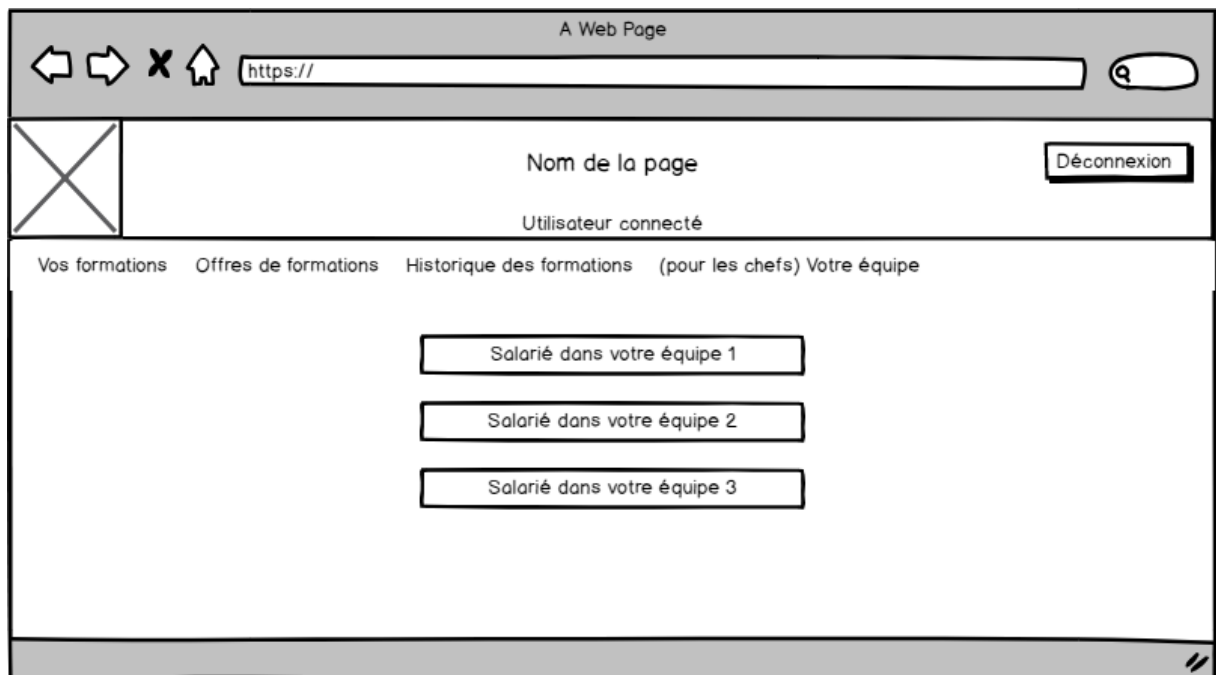 A Web Page
https://
Nom de la page
Déconnexion
Utilisateur connecté
Vos formations Offres de formations Historique des formations (pour les chefs) Votre équipe
Salarié dans votre équipe 1
Salarié dans votre équipe 2
Salarié dans votre équipe 3